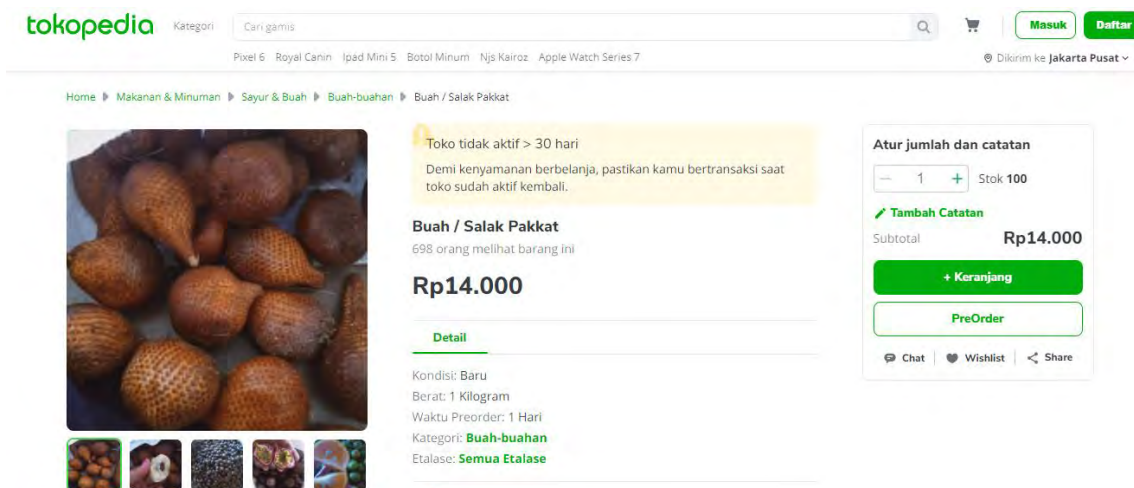 tokopedia
Kategori
Cari gamis
Masuk
Daftar
Pixel 6 Royal Canin Ipad Mini 5 Botol Minum Njs Kairoz Apple Watch Series 7
Dikirim ke Jakarta Pusat
Home Makanan & Minuman Sayur & Buah Buah-buahan Buah / Salak Pakkat
Toko tidak aktif > 30 hari
Demi kenyamanan berbelanja, pastikan kamu bertransaksi saat
toko sudah aktif kembali.
Buah / Salak Pakkat
698 orang melihat barang ini
Rp14.000
Detail
Kondisi: Baru
Berat: 1 Kilogram
Waktu Preorder: 1 Hari
Kategori: Buah-buahan
Etalase: Semua Etalase
Atur jumlah dan catatan
− 1 + Stok 100
Tambah Catatan
Subtotal Rp14.000
+ Keranjang
PreOrder
Chat Wishlist Share